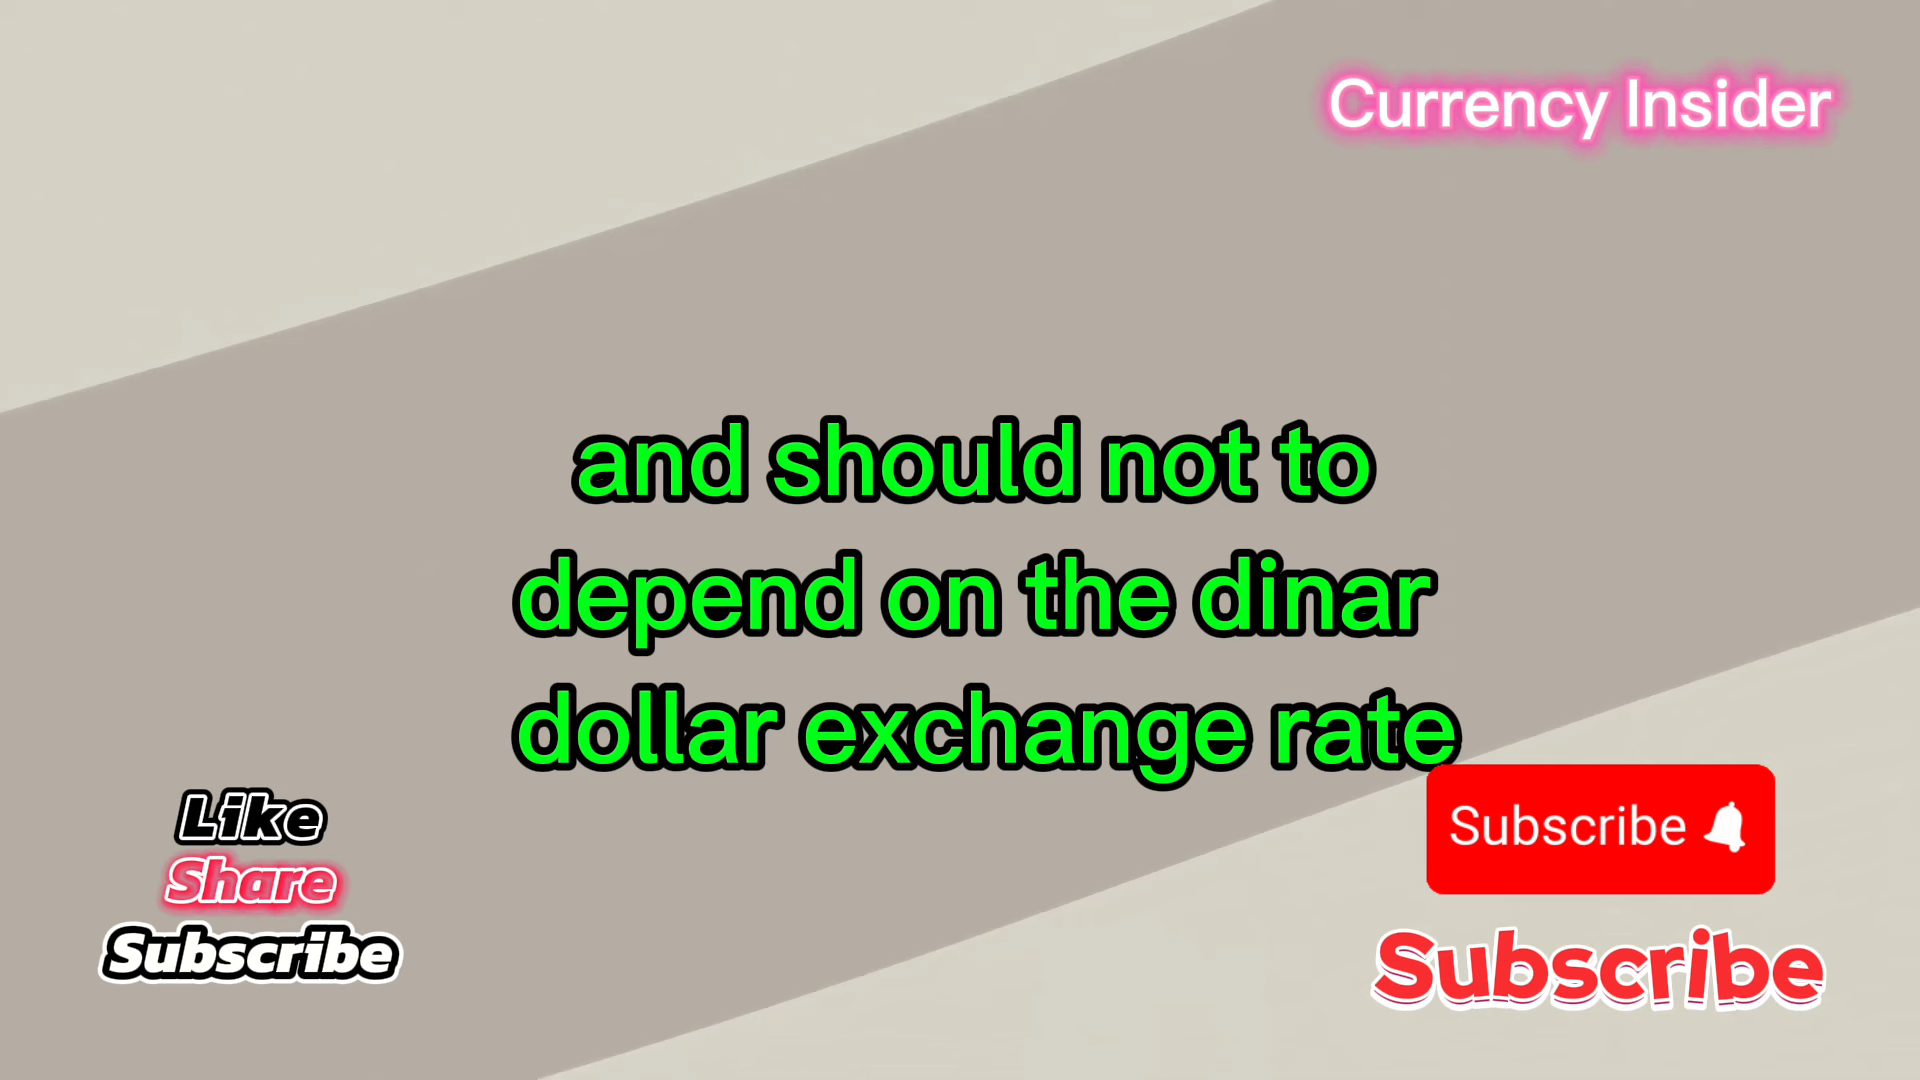 Currency Insider
and should not to
depend on the dinar
dollar exchange rate
Like
Share
Subscribe
Subscribe
Subscribe